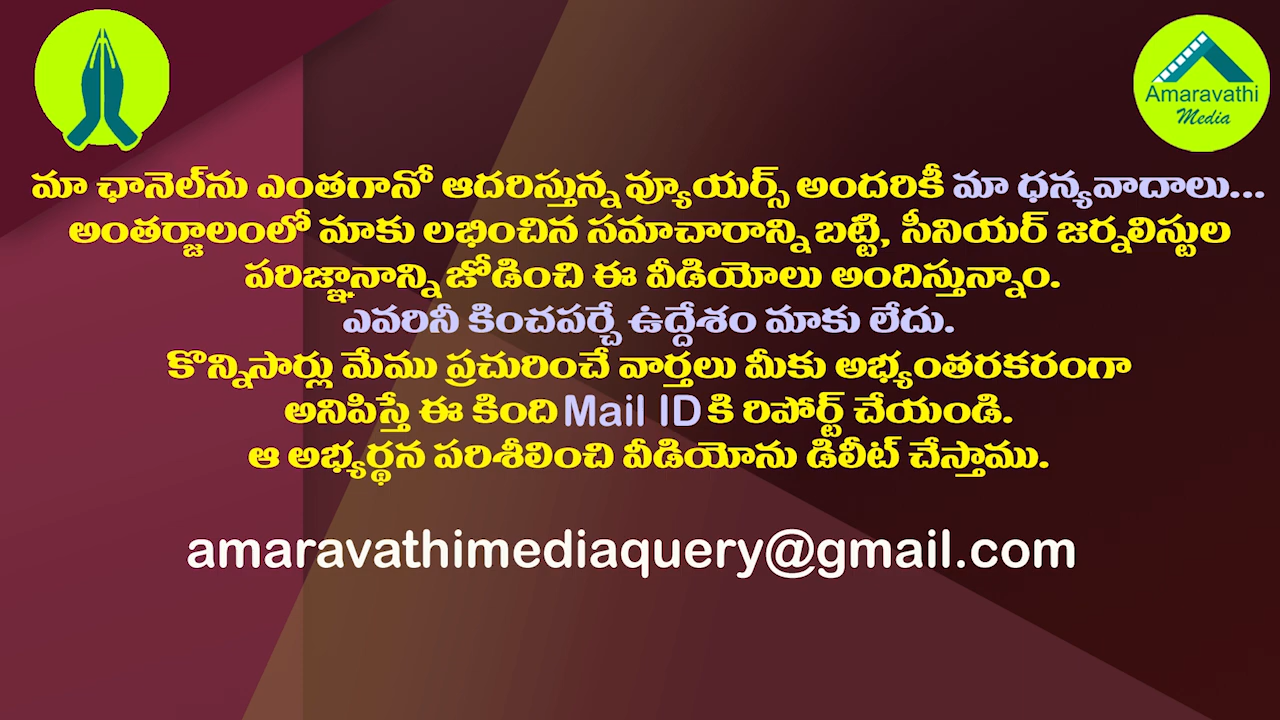 Amaravathi
Media
మా ఛానెల్‌ను ఎంతగానో ఆదరిస్తున్న వ్యూయర్స్ అందరికీ మా ధన్యవాదాలు...
అంతర్జాలంలో మాకు లభించిన సమాచారాన్ని బట్టి, సీనియర్ జర్నలిస్టుల
పరిజ్ఞానాన్ని జోడించి ఈ వీడియోలు అందిస్తున్నాం.
ఎవరినీ కించపర్చే ఉద్దేశం మాకు లేదు.
కొన్నిసార్లు మేము ప్రచురించే వార్తలు మీకు అభ్యంతరకరంగా
అనిపిస్తే ఈ కింది Mail ID కి రిపోర్ట్ చేయండి.
ఆ అభ్యర్థన పరిశీలించి వీడియోను డిలీట్ చేస్తాము.
amaravathimediaquery@gmail.com